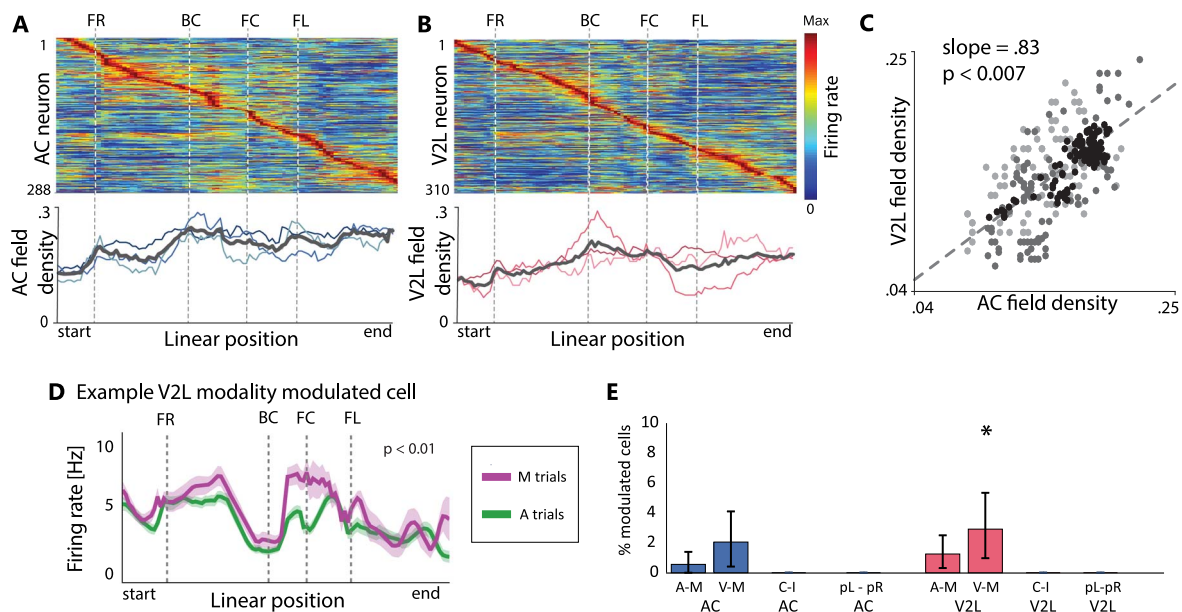 A
FR BC FC FL
1
AC neuron
288
.3
AC field
density
0
start
Linear position
end
B
FR BC FC FL
1
V2L neuron
310
.3
V2L field
density
0
start
Linear position
end
Max
Firing rate
0
C
slope = .83
p < 0.007
.25
V2L field density
.04
.04
AC field density
.25
D Example V2L modality modulated cell
FR BC FC FL
p < 0.01
10
5
0
Firing rate [Hz]
start
Linear position
end
M trials
A trials
E
10
8
6
4
2
0
% modulated cells
*
A-M V-M C-I pL - pR A-M V-M C-I pL-pR
AC AC AC V2L V2L V2L